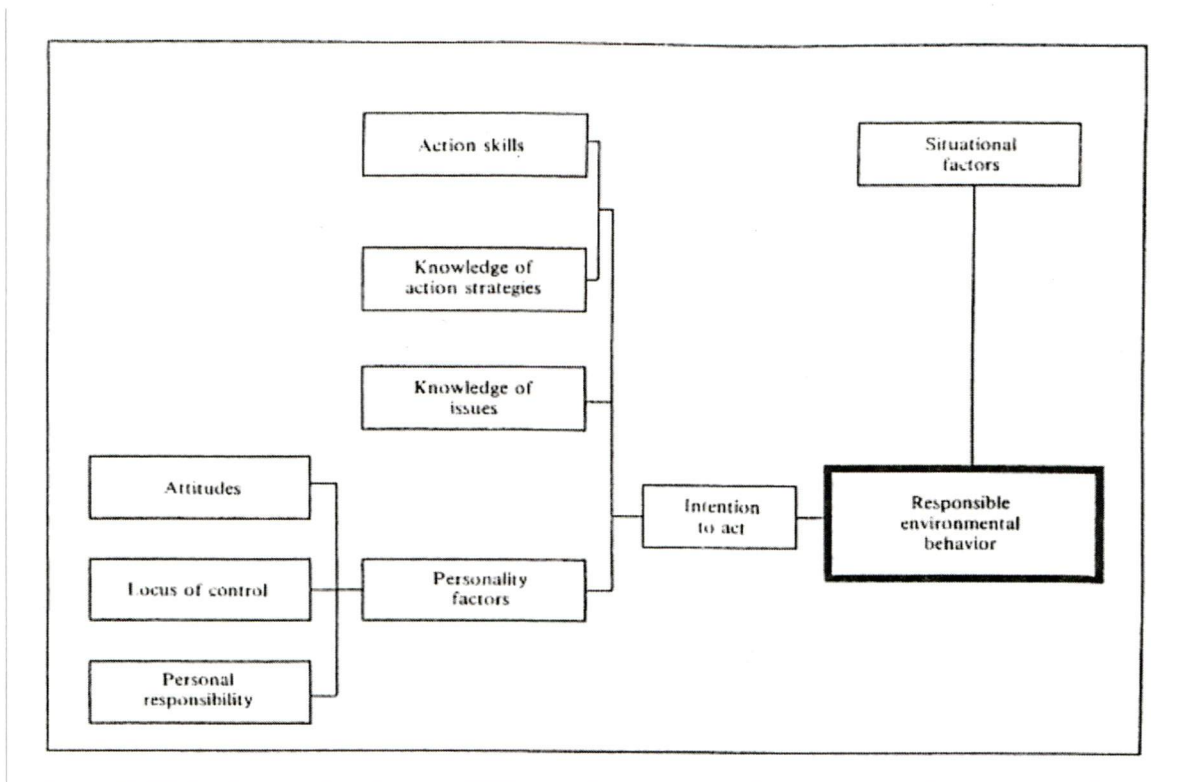 Action skills
Situational
factors
Knowledge of
action strategies
Knowledge of
issues
Attitudes
Intention
to act
Responsible
environmental
behavior
Locus of control
Personality
factors
Personal
responsibility